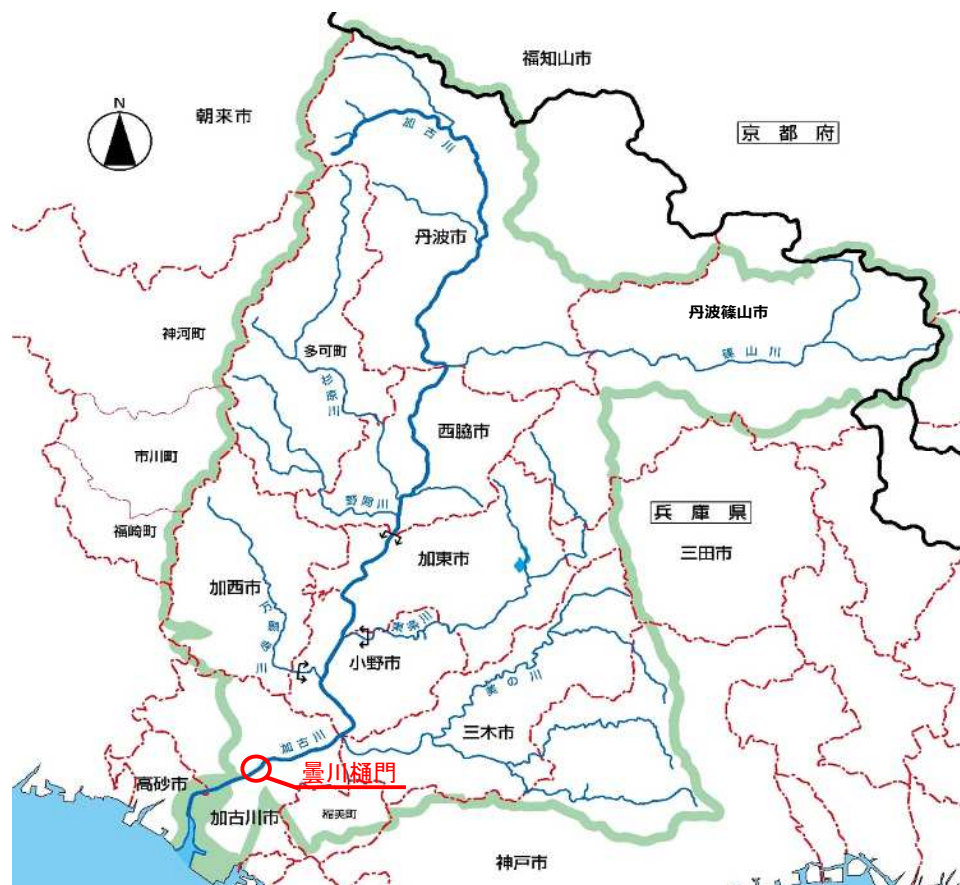 福知山市
N
朝来市
京都府
加古川
丹波市
丹波篠山市
神河町
多可町
篠山川
杉原川
西脇市
市川町
野間川
兵庫県
福崎町
加東市
三田市
加西市
万願寺川
東条川
小野市
美の川
三木市
加古川
曇川樋門
高砂市
加古川市
稲美町
神戸市